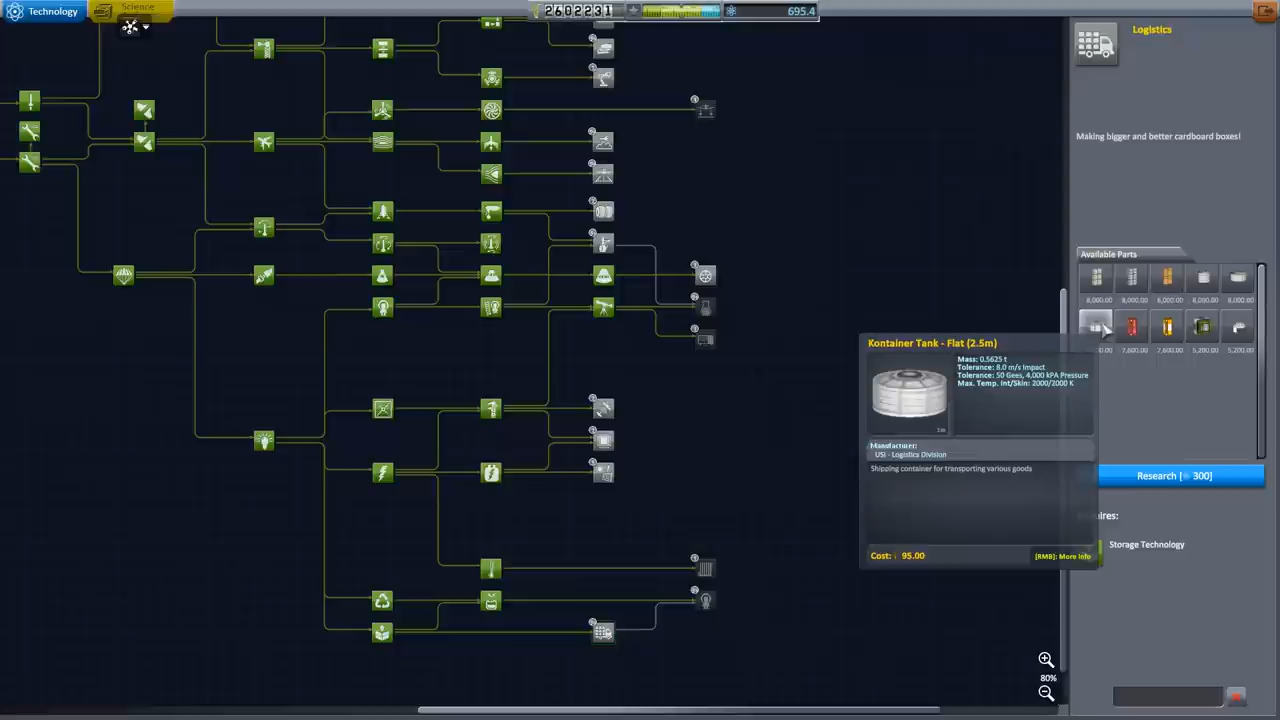 Technology
Science
2602231
695.4
Logistics
Making bigger and better cardboard boxes!
Available Parts
8,000.00 8,000.00 6,000.00 8,000.00 8,000.00
7,600.00 7,600.00 5,200.00 5,200.00
Kontainer Tank - Flat (2.5m)
Mass: 0.5625 t
Tolerance: 8.0 m/s Impact
Tolerance: 50 Gees, 4,000 kPA Pressure
Max. Temp. Int/Skin: 2000/2000 K
1m
Manufacturer:
USI - Logistics Division
Shipping container for transporting various goods
Cost: 95.00
[RMB]: More Info
Research [ 300]
Storage Technology
80%